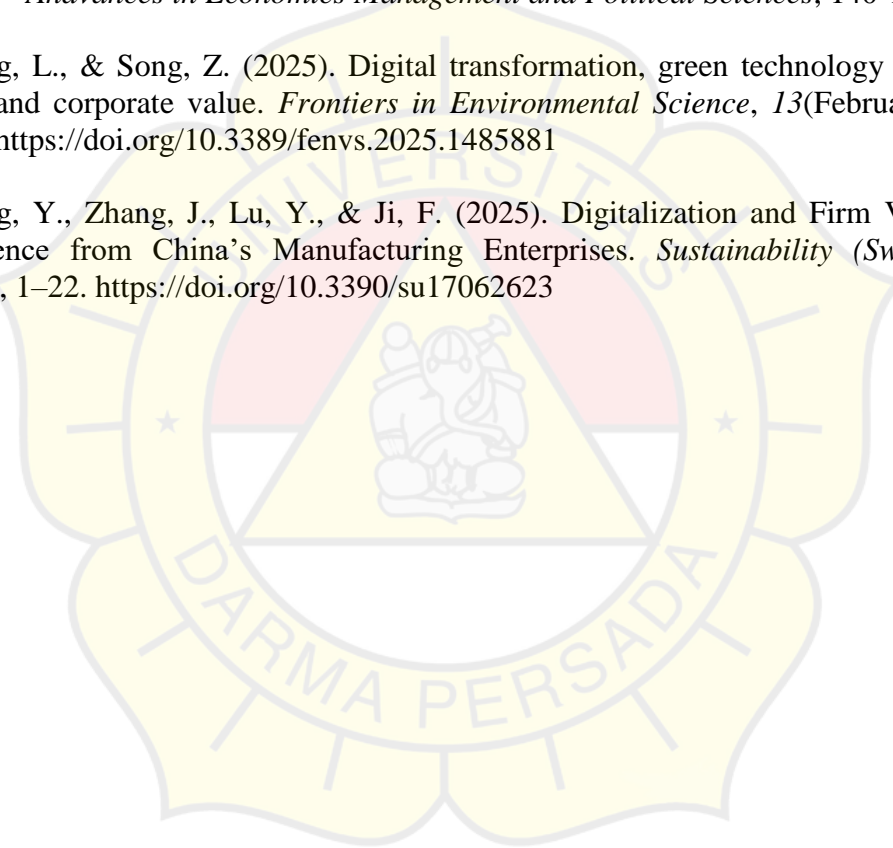 Andvances in Economics Management and Political Sciences, 140
g, L., & Song, Z. (2025). Digital transformation, green technology
and corporate value. Frontiers in Environmental Science, 13(Februa
https://doi.org/10.3389/fenvs.2025.1485881
g, Y., Zhang, J., Lu, Y., & Ji, F. (2025). Digitalization and Firm V
ence from China’s Manufacturing Enterprises. Sustainability (Sw
, 1–22. https://doi.org/10.3390/su17062623
UNIVERSITAS
DARMA PERSADA